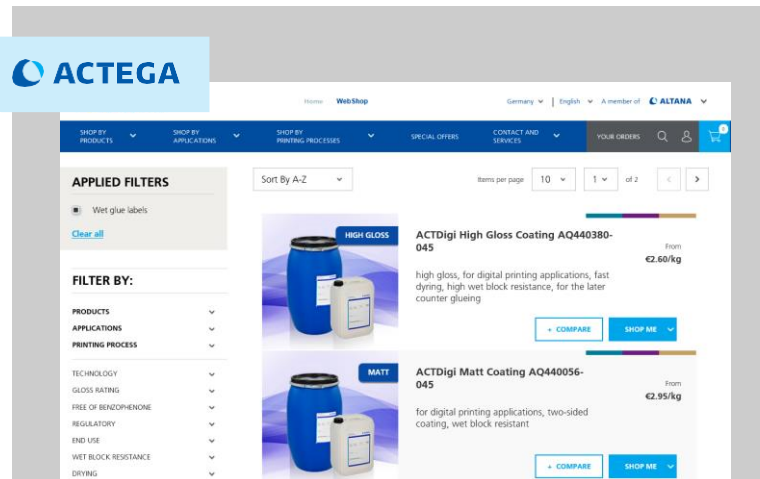 ACTEGA
Home WebShop
Germany English A member of ALTANA
SHOP BY PRODUCTS
SHOP BY APPLICATIONS
SHOP BY PRINTING PROCESSES
SPECIAL OFFERS
CONTACT AND SERVICES
YOUR ORDERS
0
APPLIED FILTERS
Wet glue labels
Clear all
FILTER BY:
PRODUCTS
APPLICATIONS
PRINTING PROCESS
TECHNOLOGY
GLOSS RATING
FREE OF BENZOPHENONE
REGULATORY
END USE
WET BLOCK RESISTANCE
DRYING
Sort By A-Z
Items per page 10 1 of 2
HIGH GLOSS
ACTDigi High Gloss Coating AQ440380-
045
From
€2.60/kg
high gloss, for digital printing applications, fast
dyring, high wet block resistance, for the later
counter glueing
+ COMPARE
SHOP ME
MATT
ACTDigi Matt Coating AQ440056-
045
From
€2.95/kg
for digital printing applications, two-sided
coating, wet block resistant
+ COMPARE
SHOP ME